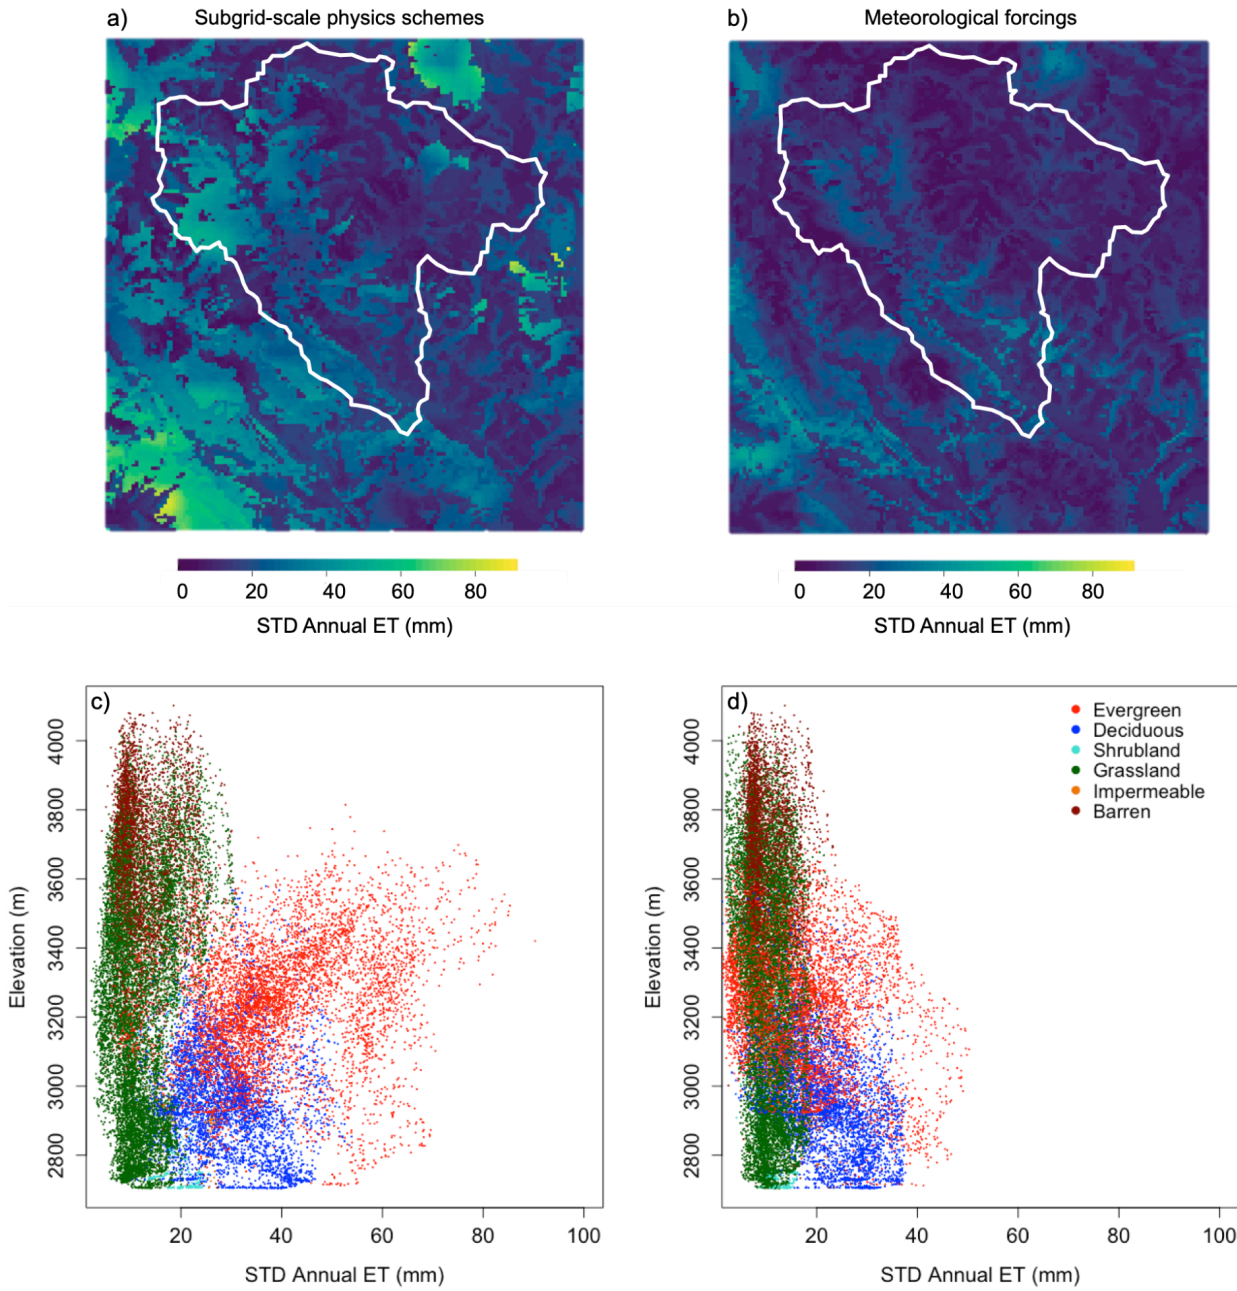 a)
Subgrid-scale physics schemes
b)
Meteorological forcings
0 20 40 60 80
STD Annual ET (mm)
0 20 40 60 80
STD Annual ET (mm)
c)
4000
3800
3600
3400
3200
3000
2800
Elevation (m)
20 40 60 80 100
STD Annual ET (mm)
d)
Evergreen
Deciduous
Shrubland
Grassland
Impermeable
Barren
4000
3800
3600
3400
3200
3000
2800
Elevation (m)
20 40 60 80 100
STD Annual ET (mm)